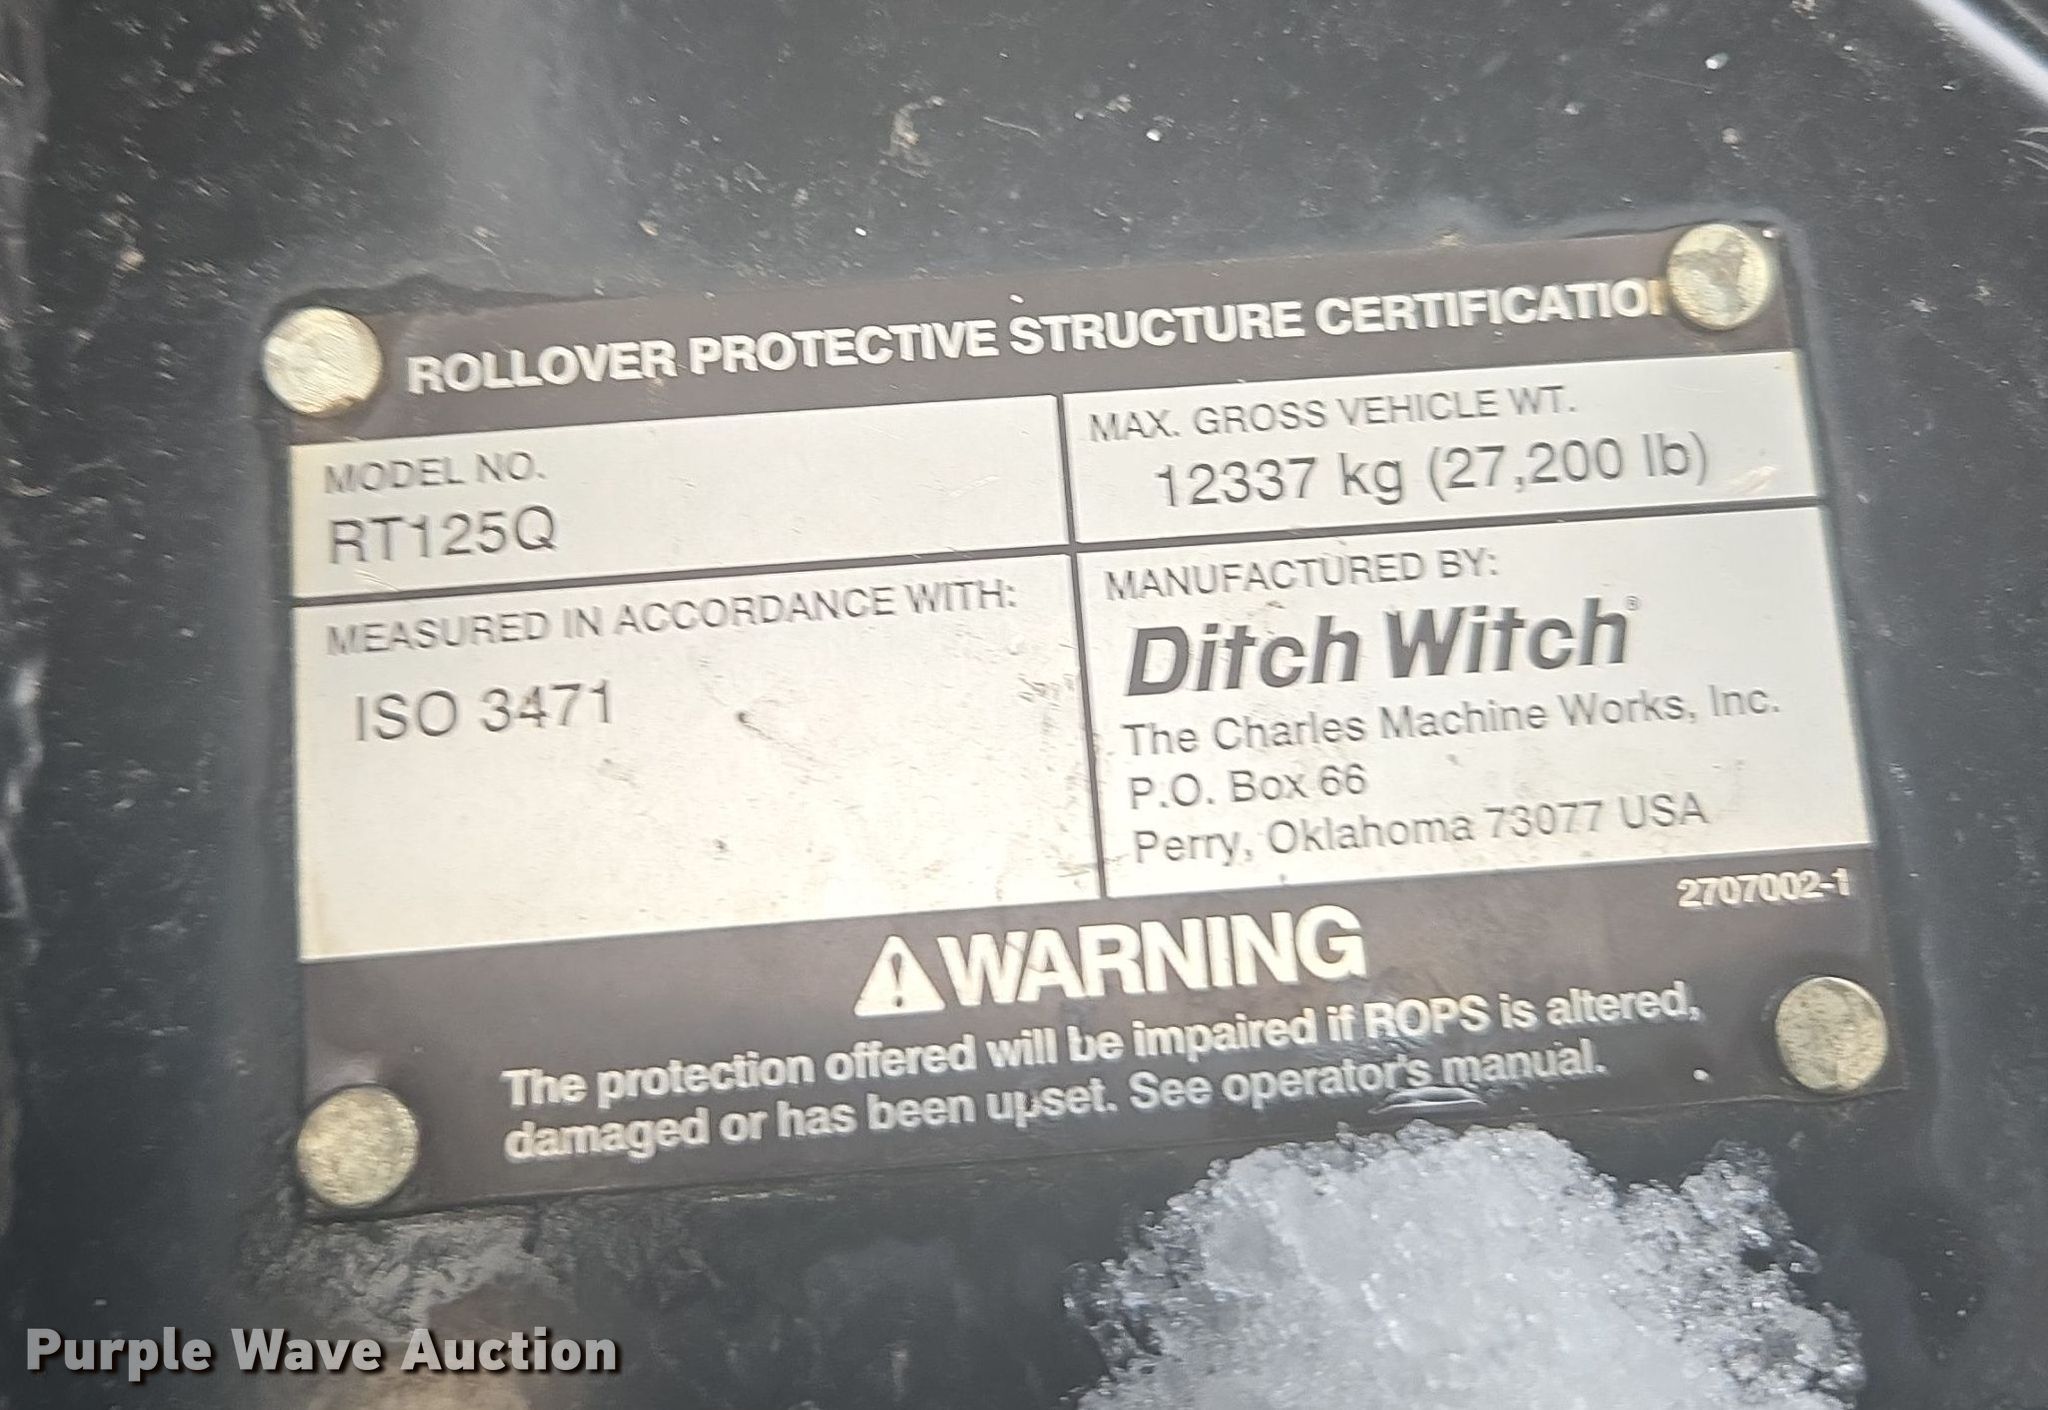 ROLLOVER PROTECTIVE STRUCTURE CERTIFICATION
MODEL NO.
RT125Q
MAX. GROSS VEHICLE WT.
12337 kg (27,200 lb)
MEASURED IN ACCORDANCE WITH:
ISO 3471
MANUFACTURED BY:
Ditch Witch®
The Charles Machine Works, Inc.
P.O. Box 66
Perry, Oklahoma 73077 USA
2707002-1
⚠WARNING
The protection offered will be impaired if ROPS is altered,
damaged or has been upset. See operator's manual.
Purple Wave Auction